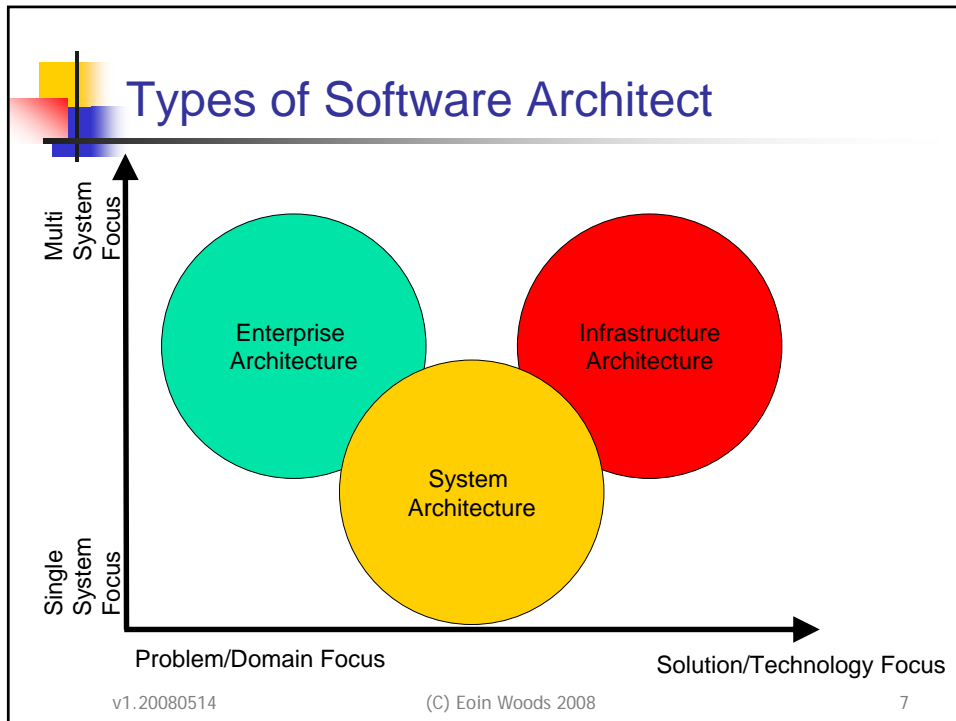 Types of Software Architect
Multi
System
Focus
Enterprise
Architecture
Infrastructure
Architecture
System
Architecture
Single
System
Focus
Problem/Domain Focus
Solution/Technology Focus
v1.20080514
(C) Eoin Woods 2008
7